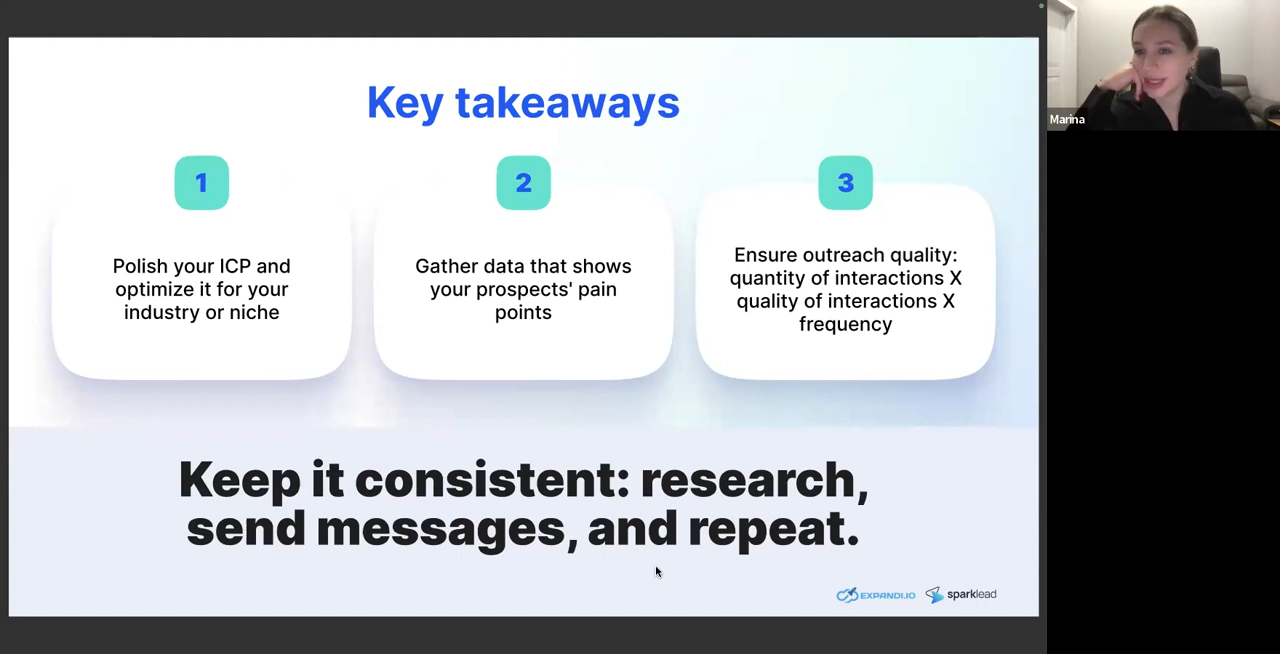 Key takeaways
1
Polish your ICP and
optimize it for your
industry or niche
2
Gather data that shows
your prospects' pain
points
3
Ensure outreach quality:
quantity of interactions X
quality of interactions X
frequency
Keep it consistent: research,
send messages, and repeat.
EXPANDI.IO
sparklead
Marina